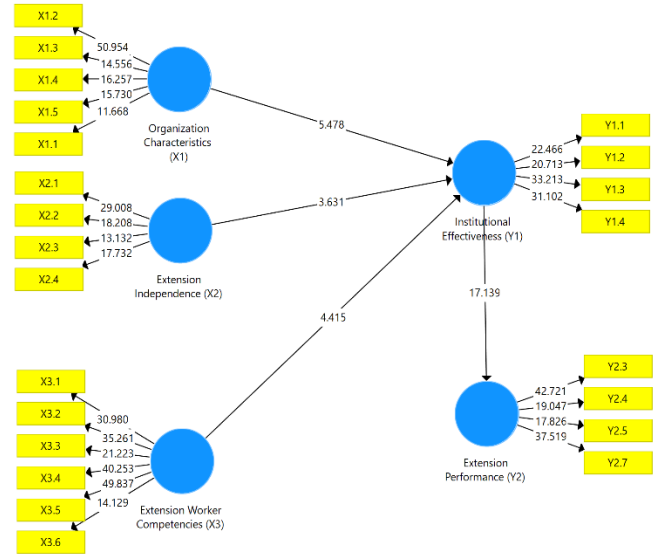 X1.2
X1.3
X1.4
X1.5
X1.1
50.954
14.556
16.257
15.730
11.668
Organization
Characteristics
(X1)
5.478
X2.1
X2.2
X2.3
X2.4
29.008
18.208
13.132
17.732
Extension
Independence (X2)
3.631
X3.1
X3.2
X3.3
X3.4
X3.5
X3.6
30.980
35.261
21.223
40.253
49.837
14.129
Extension Worker
Competencies (X3)
4.415
Institutional
Effectiveness (Y1)
22.466
20.713
33.213
31.102
Y1.1
Y1.2
Y1.3
Y1.4
17.139
Extension
Performance (Y2)
42.721
19.047
17.826
37.519
Y2.3
Y2.4
Y2.5
Y2.7